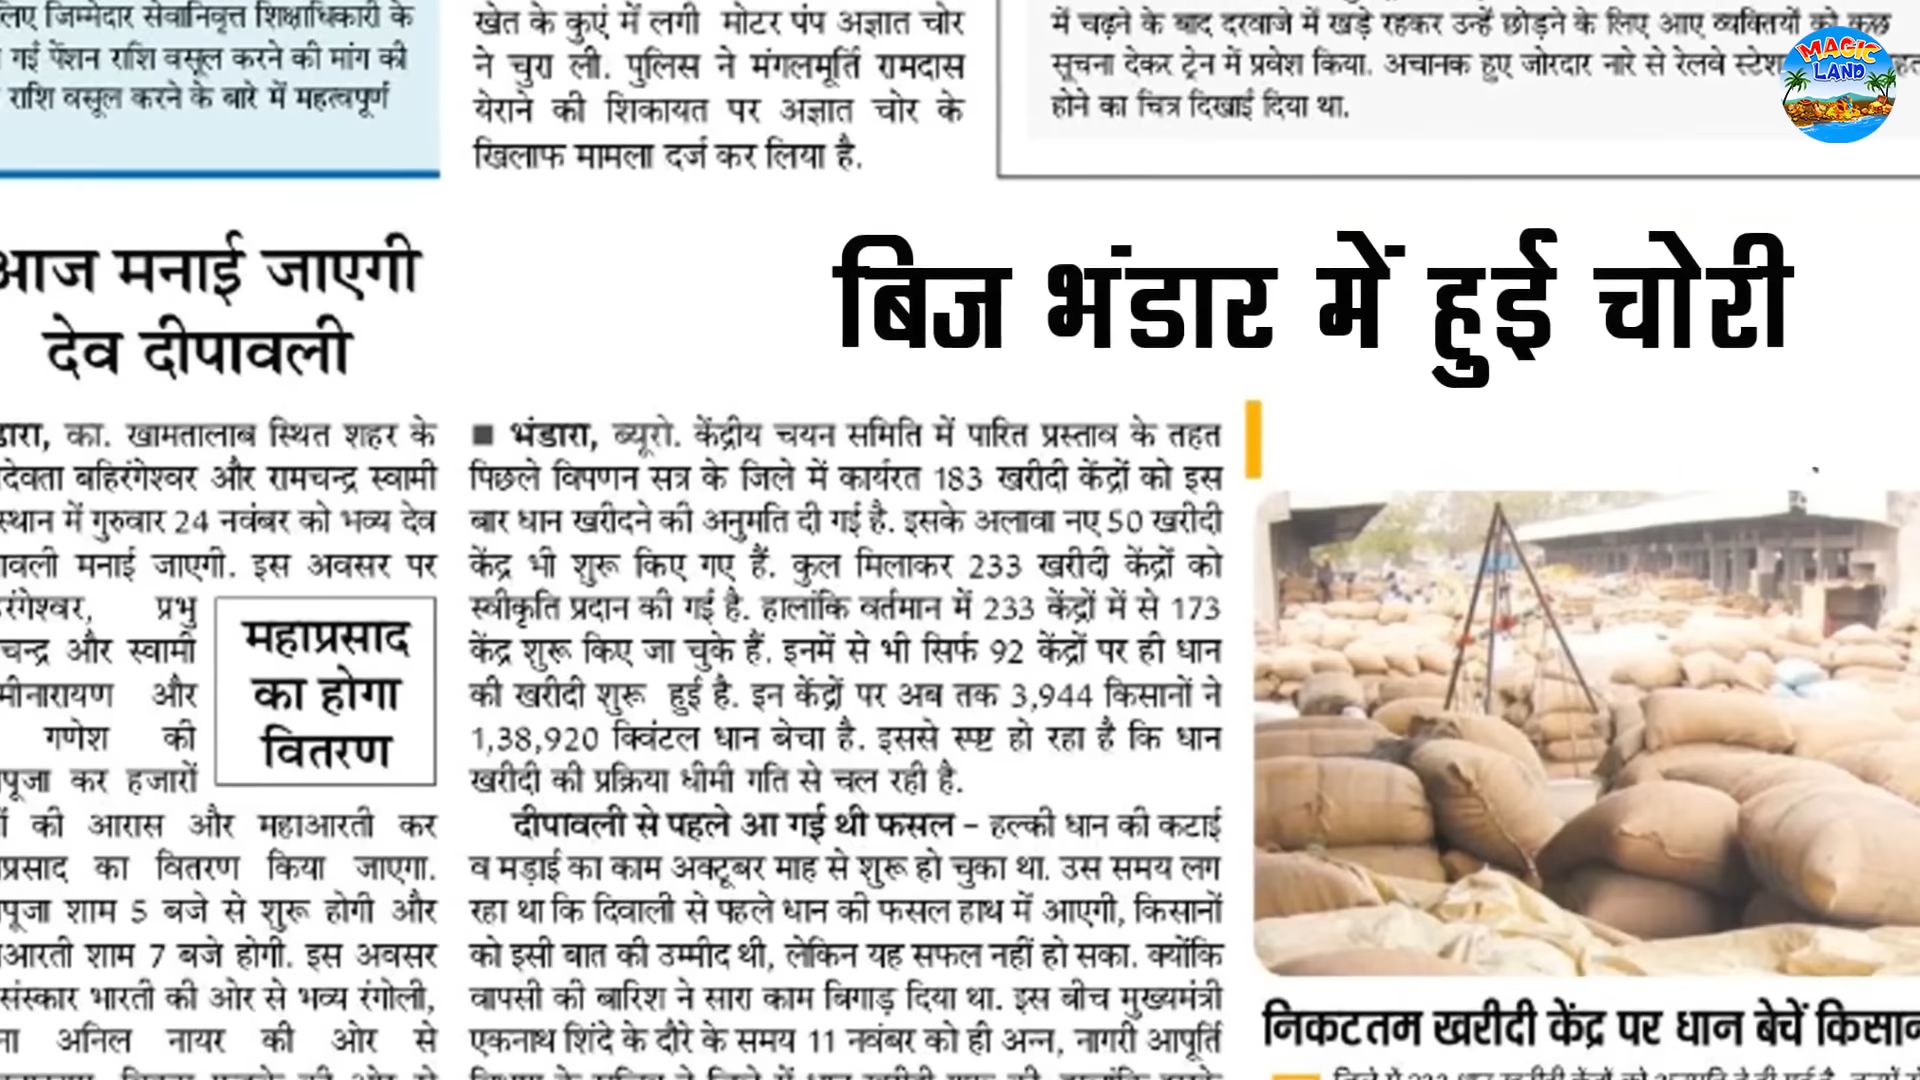 लिए जिम्मेदार सेवानिवृत्त शिक्षाधिकारी के
गई पेंशन राशि वसूल करने की मांग की
राशि वसूल करने के बारे में महत्वपूर्ण
खेत के कुएं में लगी मोटर पंप अज्ञात चोर
ने चुरा ली. पुलिस ने मंगलमूर्ति रामदास
येराने की शिकायत पर अज्ञात चोर के
खिलाफ मामला दर्ज कर लिया है.
में चढ़ने के बाद दरवाजे में खड़े रहकर उन्हें छोड़ने के लिए आए व्यक्तियों को कुछ
सूचना देकर ट्रेन में प्रवेश किया. अचानक हुए जोरदार नारे से रेलवे
होने का चित्र दिखाई दिया था.
MAGIC
LAND
आज मनाई जाएगी
देव दीपावली
का. खामतालाब स्थित शहर के
बहिरंगेश्वर और रामचन्द्र स्वामी
में गुरुवार 24 नवंबर को भव्य देव
मनाई जाएगी. इस अवसर पर
प्रभु
और स्वामी
और
गणेश की
कर हजारों
महाप्रसाद
का होगा
वितरण
की आरास और महाआरती कर
का वितरण किया जाएगा.
शाम 5 बजे से शुरू होगी और
शाम 7 बजे होगी. इस अवसर
संस्कार भारती की ओर से भव्य रंगोली,
अनिल नायर की ओर से
बिज भंडार में हुई चोरी
■ भंडारा, ब्यूरो. केंद्रीय चयन समिति में पारित प्रस्ताव के तहत
पिछले विपणन सत्र के जिले में कार्यरत 183 खरीदी केंद्रों को इस
बार धान खरीदने की अनुमति दी गई है. इसके अलावा नए 50 खरीदी
केंद्र भी शुरू किए गए हैं. कुल मिलाकर 233 खरीदी केंद्रों को
स्वीकृति प्रदान की गई है. हालांकि वर्तमान में 233 केंद्रों में से 173
केंद्र शुरू किए जा चुके हैं. इनमें से भी सिर्फ 92 केंद्रों पर ही धान
की खरीदी शुरू हुई है. इन केंद्रों पर अब तक 3,944 किसानों ने
1,38,920 क्विंटल धान बेचा है. इससे स्पष्ट हो रहा है कि धान
खरीदी की प्रक्रिया धीमी गति से चल रही है.
दीपावली से पहले आ गई थी फसल – हल्की धान की कटाई
व मड़ाई का काम अक्टूबर माह से शुरू हो चुका था. उस समय लग
रहा था कि दिवाली से पहले धान की फसल हाथ में आएगी, किसानों
को इसी बात की उम्मीद थी, लेकिन यह सफल नहीं हो सका. क्योंकि
वापसी की बारिश ने सारा काम बिगाड़ दिया था. इस बीच मुख्यमंत्री
एकनाथ शिंदे के दौरे के समय 11 नवंबर को ही अन्न, नागरी आपूर्ति
निकटतम खरीदी केंद्र पर धान बेचें किसान